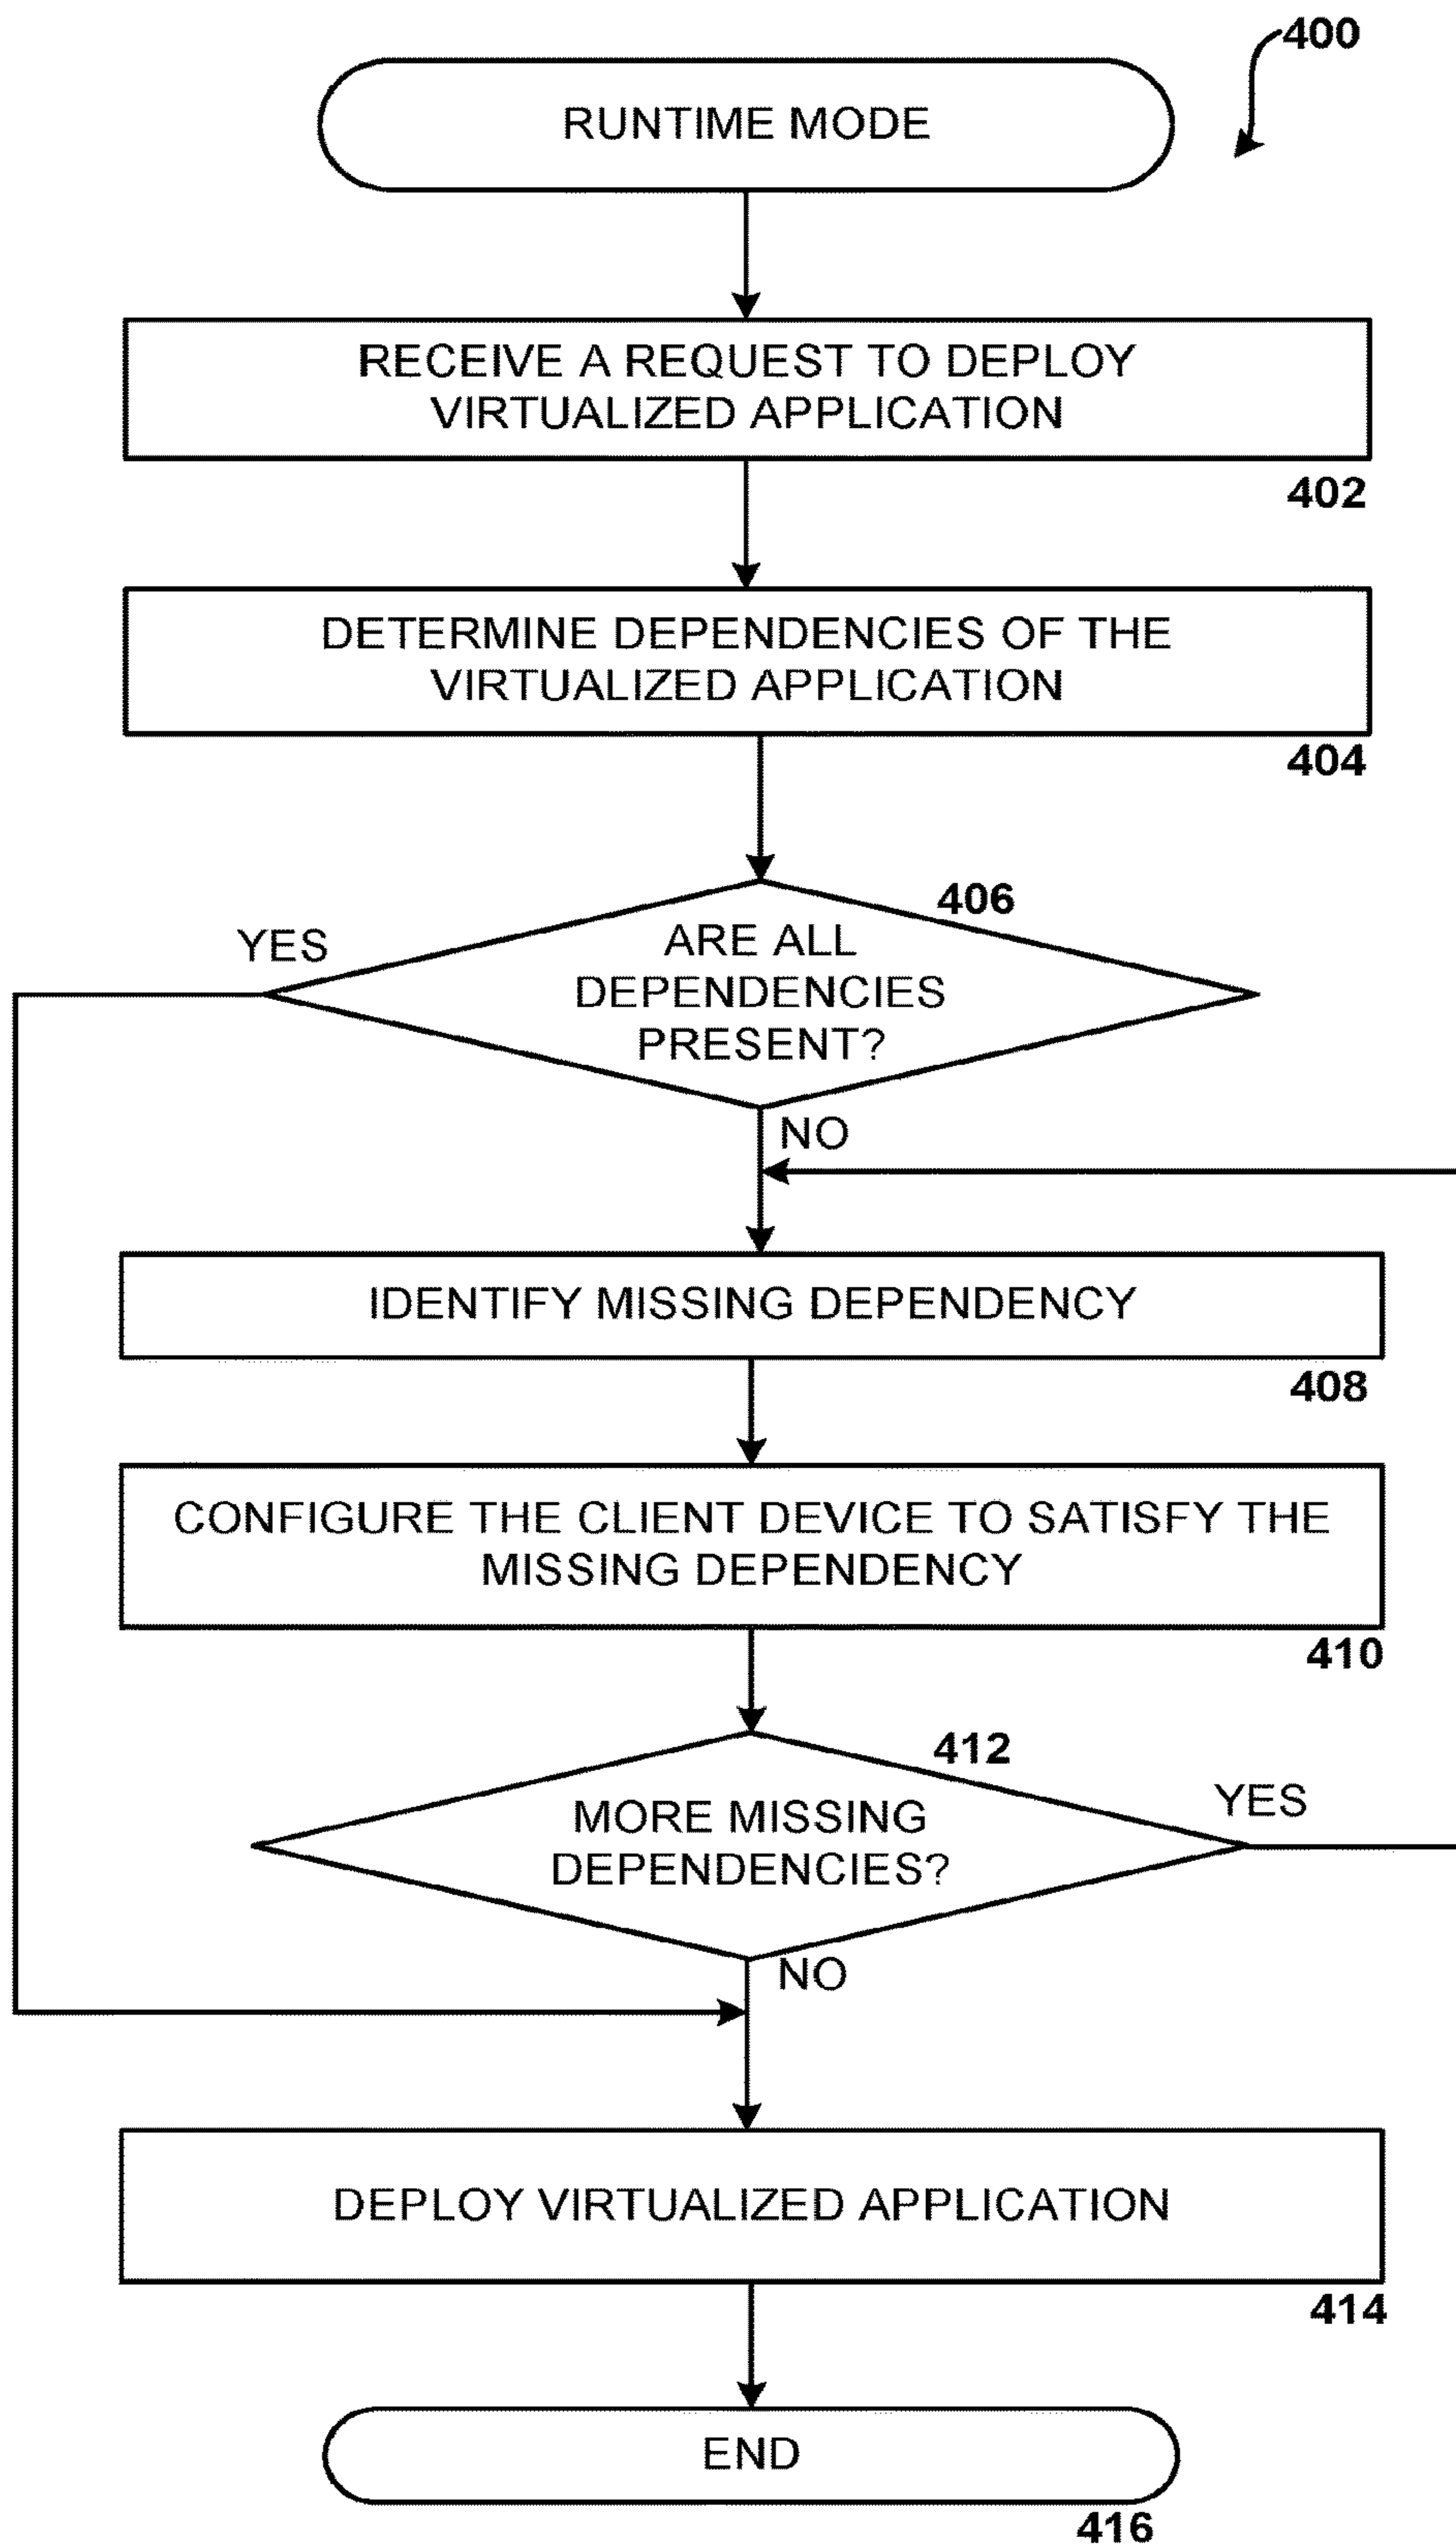 400
RUNTIME MODE
RECEIVE A REQUEST TO DEPLOY
VIRTUALIZED APPLICATION
402
DETERMINE DEPENDENCIES OF THE
VIRTUALIZED APPLICATION
404
406
YES
ARE ALL
DEPENDENCIES
PRESENT?
NO
IDENTIFY MISSING DEPENDENCY
408
CONFIGURE THE CLIENT DEVICE TO SATISFY THE
MISSING DEPENDENCY
410
412
YES
MORE MISSING
DEPENDENCIES?
NO
DEPLOY VIRTUALIZED APPLICATION
414
END
416